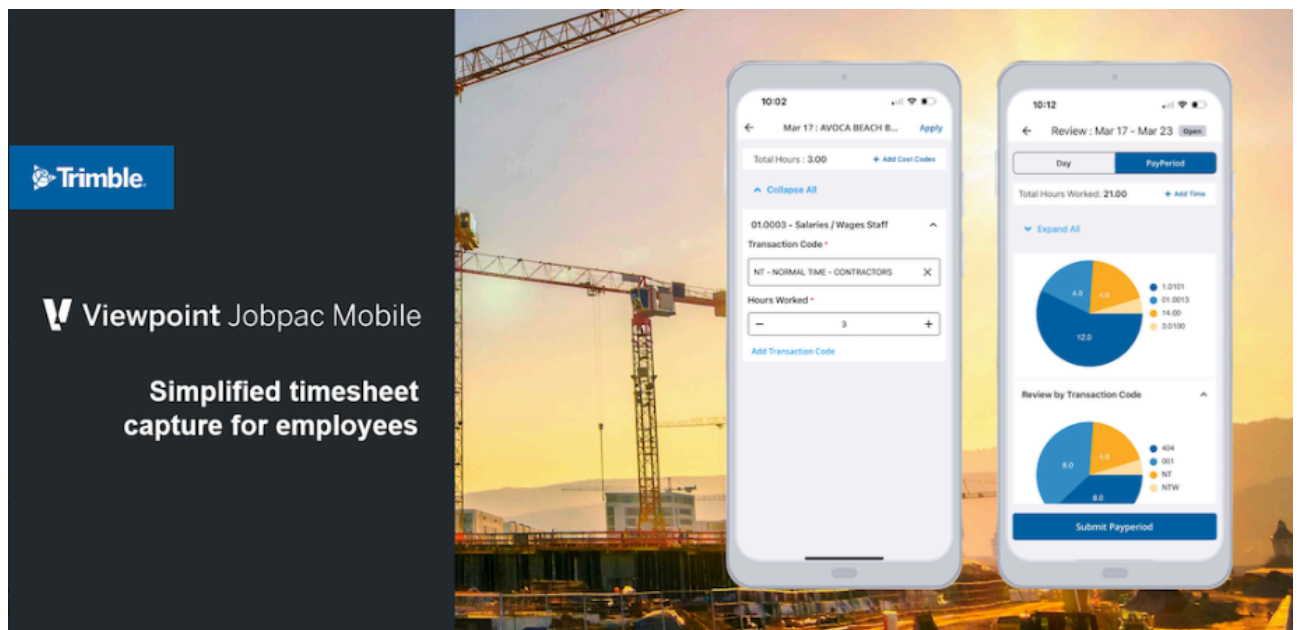 Trimble
Viewpoint Jobpac Mobile
Simplified timesheet
capture for employees
10:02
Mar 17 : AVOCA BEACH B...
Apply
Total Hours : 3.00
+ Add Cost Codes
Collapse All
01.0003 - Salaries / Wages Staff
Transaction Code *
NT - NORMAL TIME - CONTRACTORS
Hours Worked *
3
Add Transaction Code
10:12
Review : Mar 17 - Mar 23
Open
Day
PayPeriod
Total Hours Worked: 21.00
+ Add Time
Expand All
4.0
4.0
12.0
1.0101
01.0013
14.00
3.0100
Review by Transaction Code
8.0
4.0
8.0
404
001
NT
NTW
Submit Payperiod